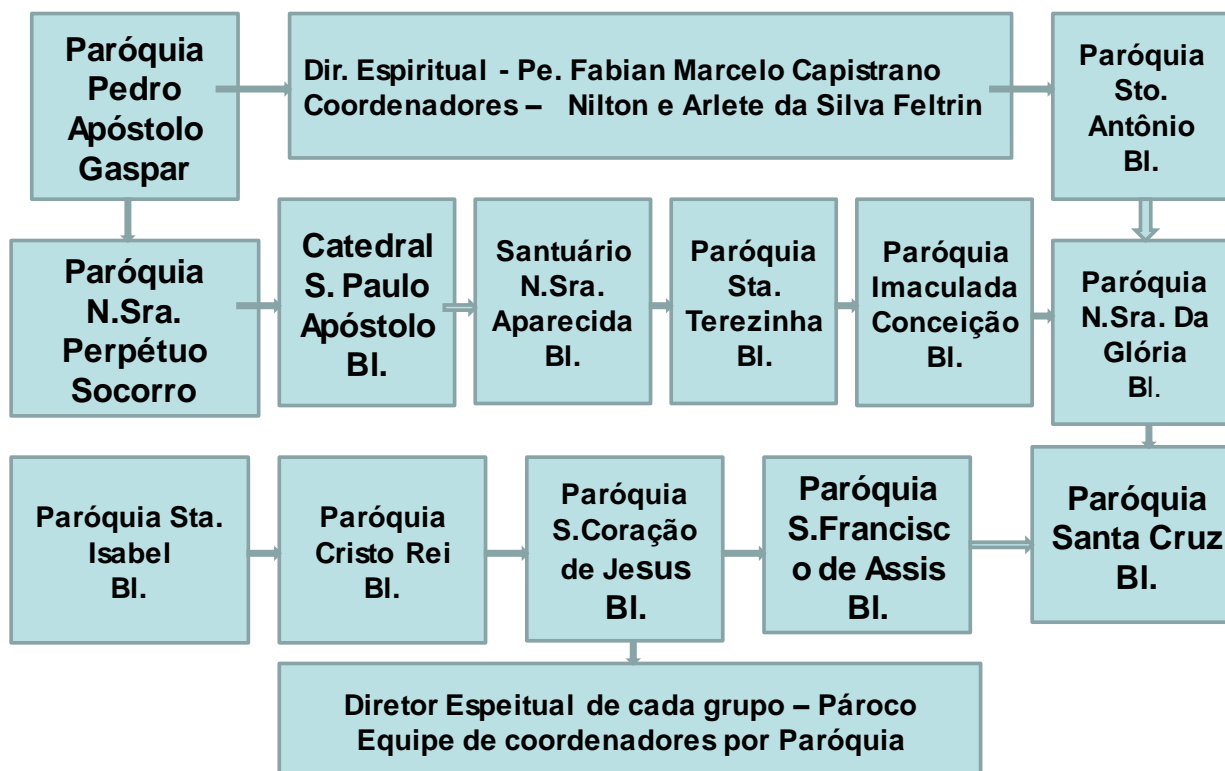 Paróquia
Pedro
Apóstolo
Gaspar
Dir. Espiritual - Pe. Fabian Marcelo Capistrano
Coordenadores – Nilton e Arlete da Silva Feltrin
Paróquia
Sto.
Antônio
Bl.
Paróquia
N.Sra.
Perpétuo
Socorro
Catedral
S. Paulo
Apóstolo
Bl.
Santuário
N.Sra.
Aparecida
Bl.
Paróquia
Sta.
Terezinha
Bl.
Paróquia
Imaculada
Conceição
Bl.
Paróquia
N.Sra. Da
Glória
Bl.
Paróquia Sta.
Isabel
Bl.
Paróquia
Cristo Rei
Bl.
Paróquia
S.Coração
de Jesus
Bl.
Paróquia
S.Francisc
o de Assis
Bl.
Paróquia
Santa Cruz
Bl.
Diretor Espeitual de cada grupo – Pároco
Equipe de coordenadores por Paróquia